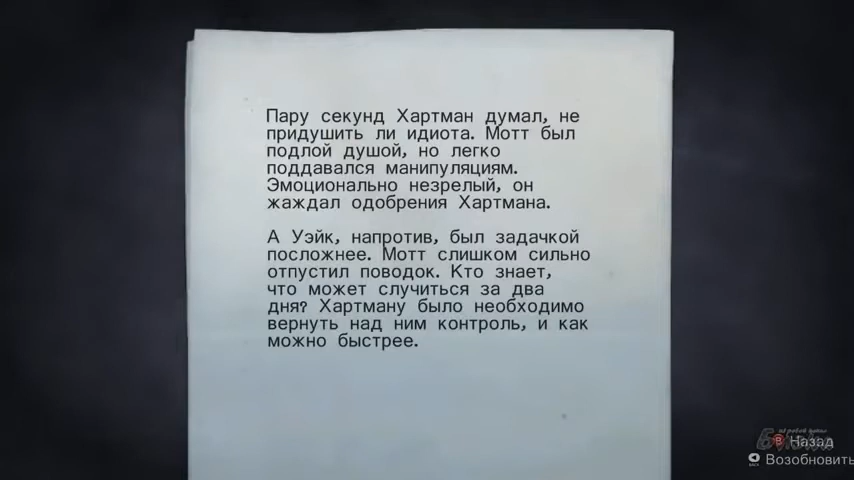 Пару секунд Хартман думал, не
придушить ли идиота. Мотт был
подлой душой, но легко
поддавался манипуляциям.
Эмоционально незрелый, он
жаждал одобрения Хартмана.
А Уэйк, напротив, был задачкой
посложнее. Мотт слишком сильно
отпустил поводок. Кто знает,
что может случиться за два
дня? Хартману было необходимо
вернуть над ним контроль, и как
можно быстрее.
B Назад
BACK Возобновить